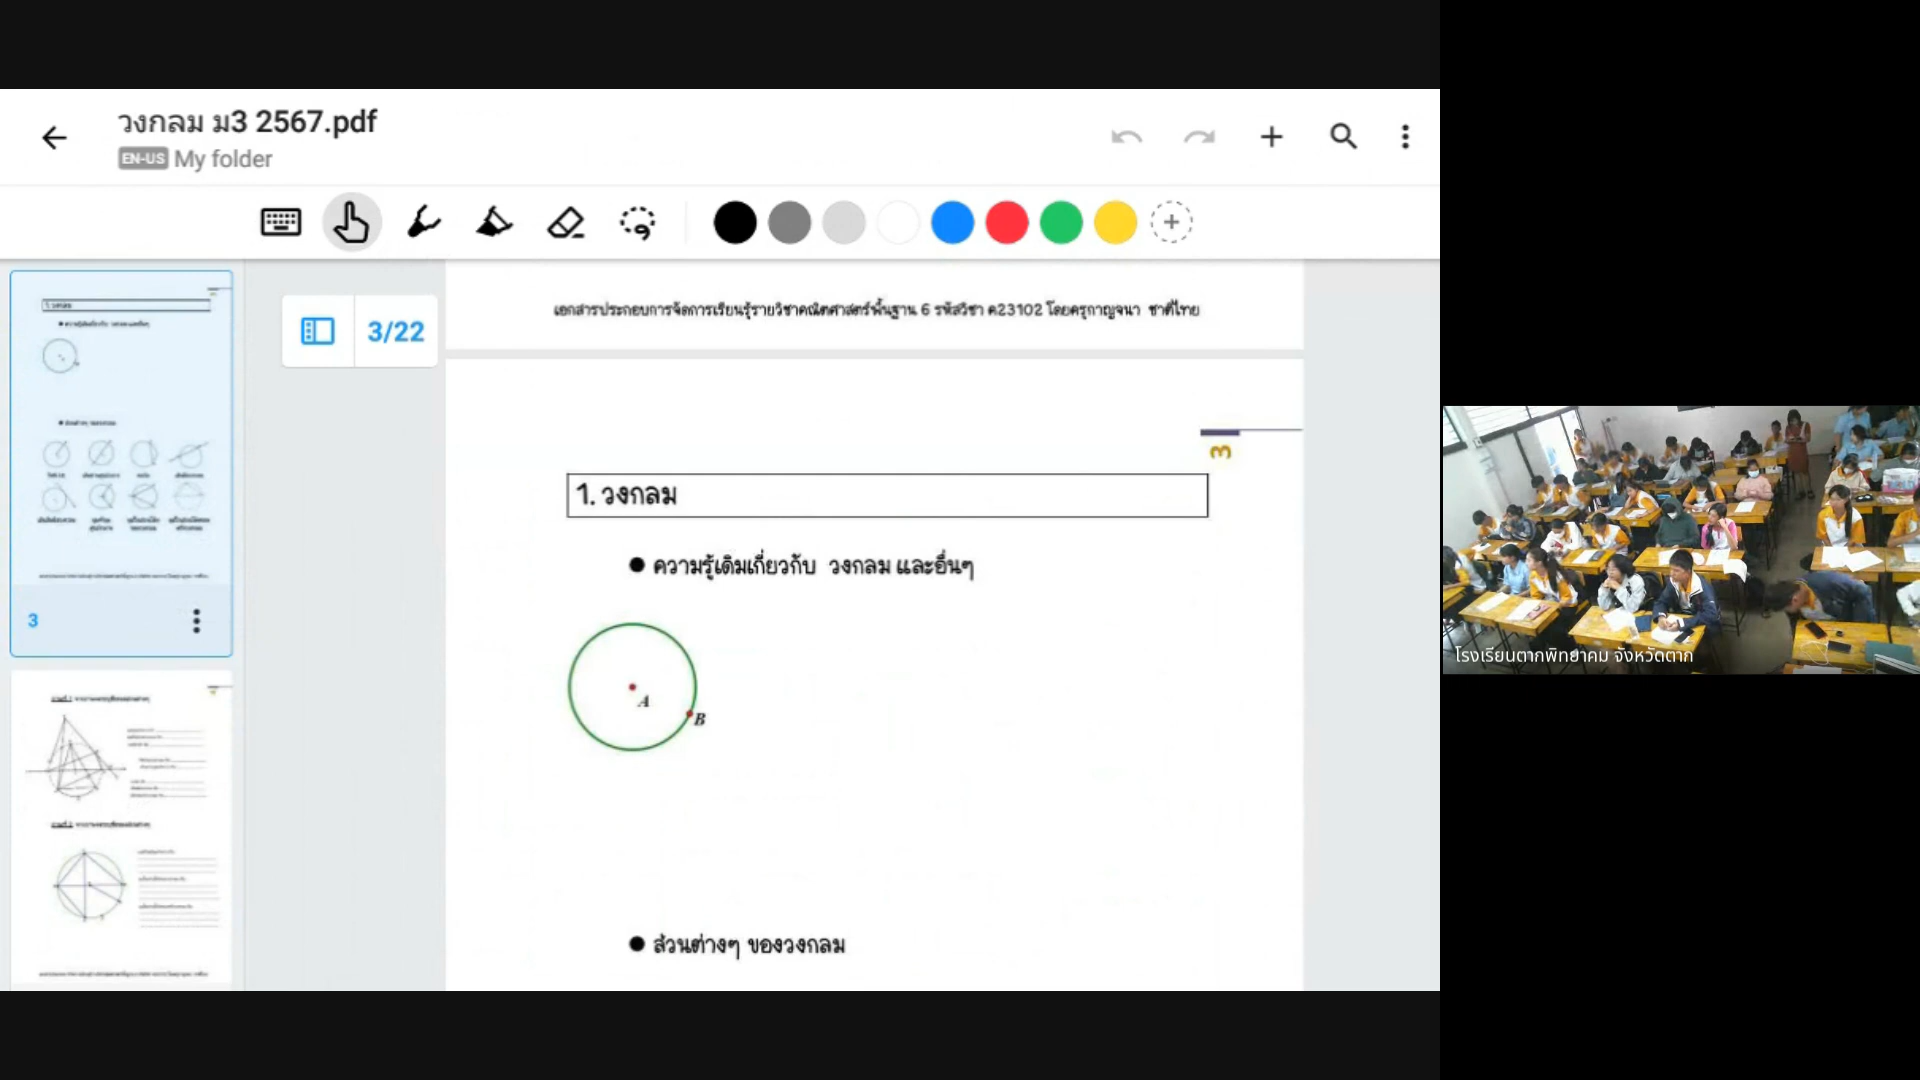 วงกลม ม3 2567.pdf
EN-US My folder
3/22
เอกสารประกอบการจัดการเรียนรู้รายวิชาคณิตศาสตร์พื้นฐาน 6 รหัสวิชา ค23102 โดยครูกาญจนา ชาติไทย
3
1. วงกลม
● ความรู้เดิมเกี่ยวกับ วงกลม และอื่นๆ
A
B
● ส่วนต่างๆ ของวงกลม
3
โรงเรียนตากพิทยาคม จังหวัดตาก